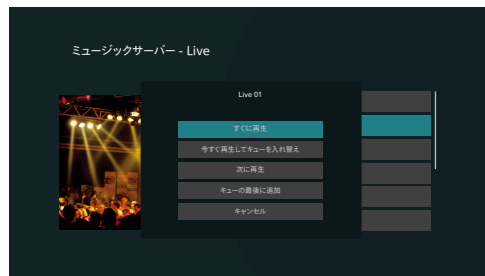 ミュージックサーバー - Live
Live 01
すぐに再生
今すぐ再生してキューを入れ替え
次に再生
キューの最後に追加
キャンセル